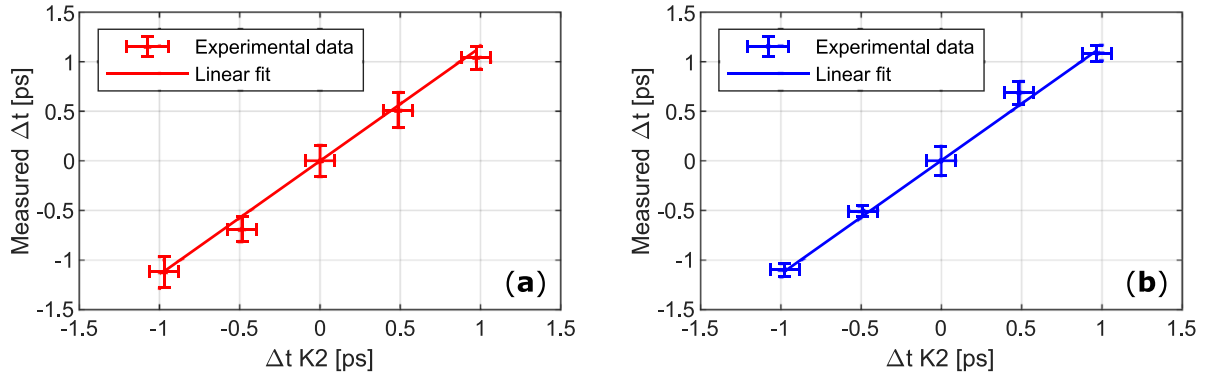 1.5
1
0.5
0
-0.5
-1
-1.5
Measured Δt [ps]
Experimental data
Linear fit
(a)
-1.5 -1 -0.5 0 0.5 1 1.5
Δt K2 [ps]
1.5
1
0.5
0
-0.5
-1
-1.5
Measured Δt [ps]
Experimental data
Linear fit
(b)
-1.5 -1 -0.5 0 0.5 1 1.5
Δt K2 [ps]